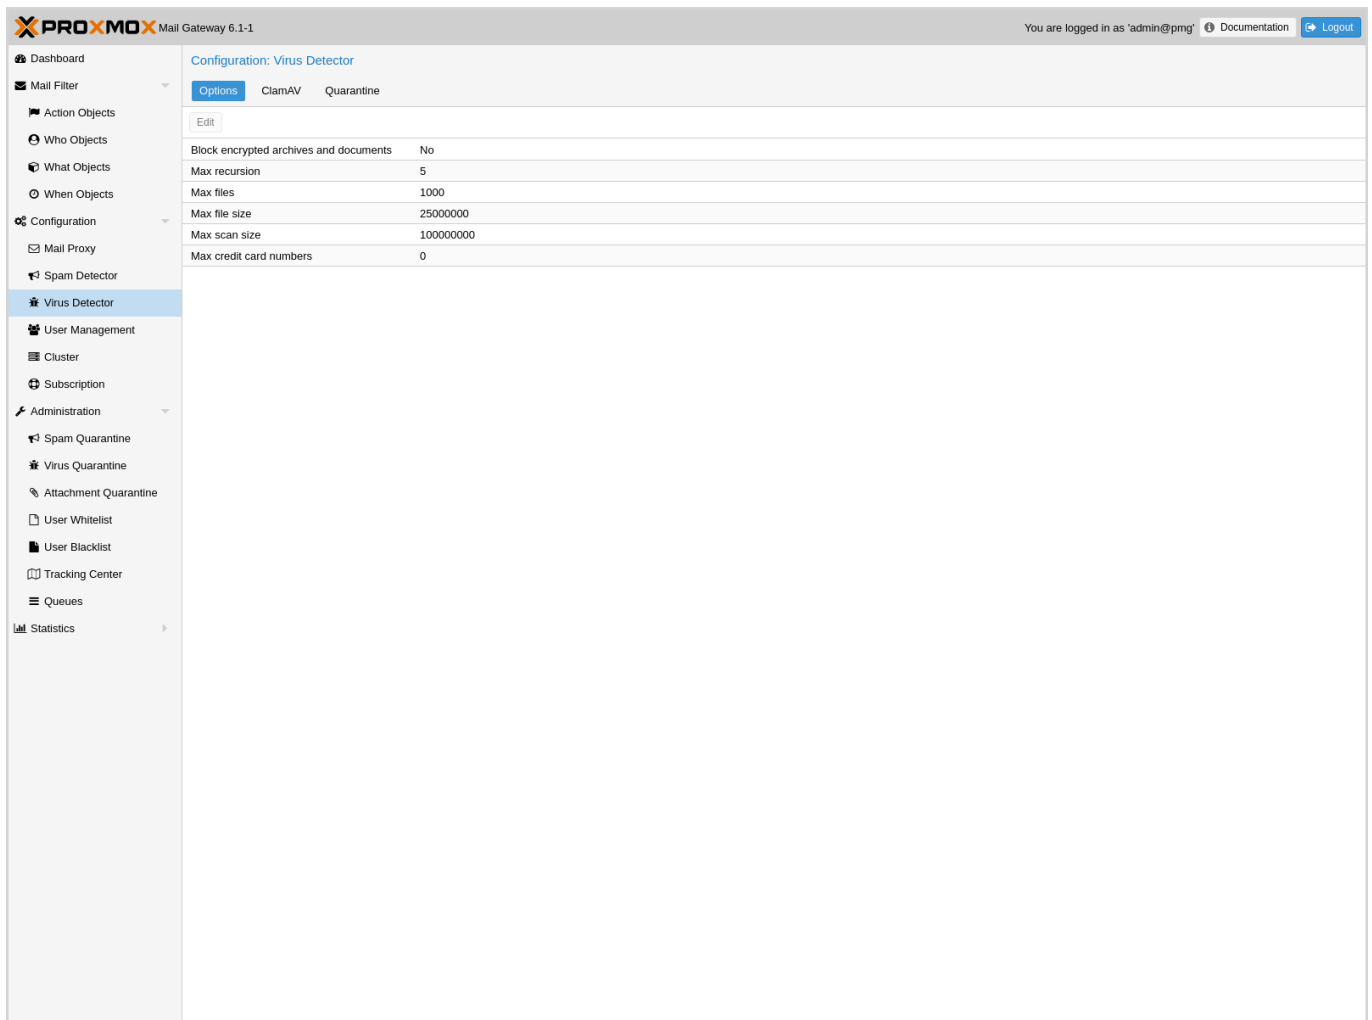 PROXMOX Mail Gateway 6.1-1
You are logged in as 'admin@pmg' Documentation Logout
Dashboard
Mail Filter
Action Objects
Who Objects
What Objects
When Objects
Configuration
Mail Proxy
Spam Detector
Virus Detector
User Management
Cluster
Subscription
Administration
Spam Quarantine
Virus Quarantine
Attachment Quarantine
User Whitelist
User Blacklist
Tracking Center
Queues
Statistics
Configuration: Virus Detector
Options ClamAV Quarantine
Edit
Block encrypted archives and documents No
Max recursion 5
Max files 1000
Max file size 25000000
Max scan size 100000000
Max credit card numbers 0